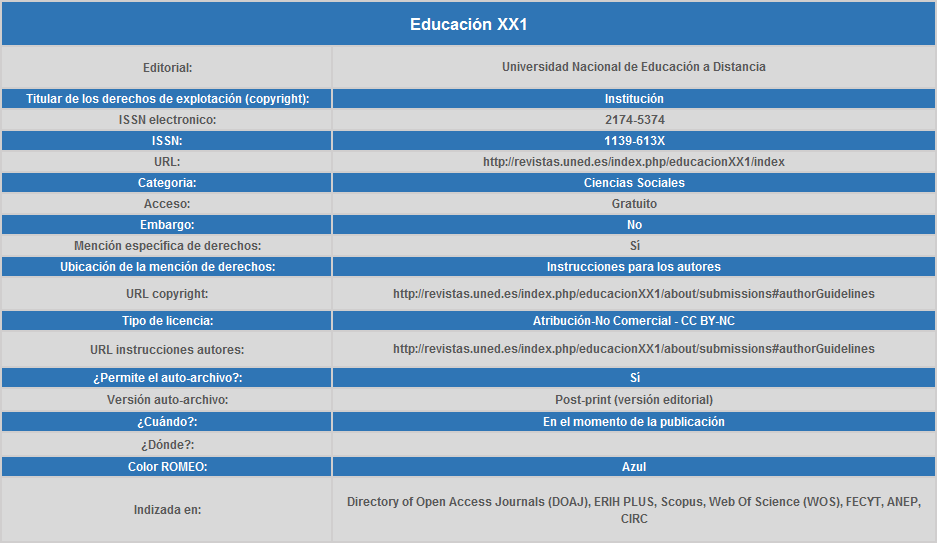 Educación XX1
Editorial: Universidad Nacional de Educación a Distancia
Titular de los derechos de explotación (copyright): Institución
ISSN electronico: 2174-5374
ISSN: 1139-613X
URL: http://revistas.uned.es/index.php/educacionXX1/index
Categoria: Ciencias Sociales
Acceso: Gratuito
Embargo: No
Mención específica de derechos: Sí
Ubicación de la mención de derechos: Instrucciones para los autores
URL copyright: http://revistas.uned.es/index.php/educacionXX1/about/submissions#authorGuidelines
Tipo de licencia: Atribución-No Comercial - CC BY-NC
URL instrucciones autores: http://revistas.uned.es/index.php/educacionXX1/about/submissions#authorGuidelines
¿Permite el auto-archivo?: Sí
Versión auto-archivo: Post-print (versión editorial)
¿Cuándo?: En el momento de la publicación
¿Dónde?:
Color ROMEO: Azul
Indizada en: Directory of Open Access Journals (DOAJ), ERIH PLUS, Scopus, Web Of Science (WOS), FECYT, ANEP,
CIRC